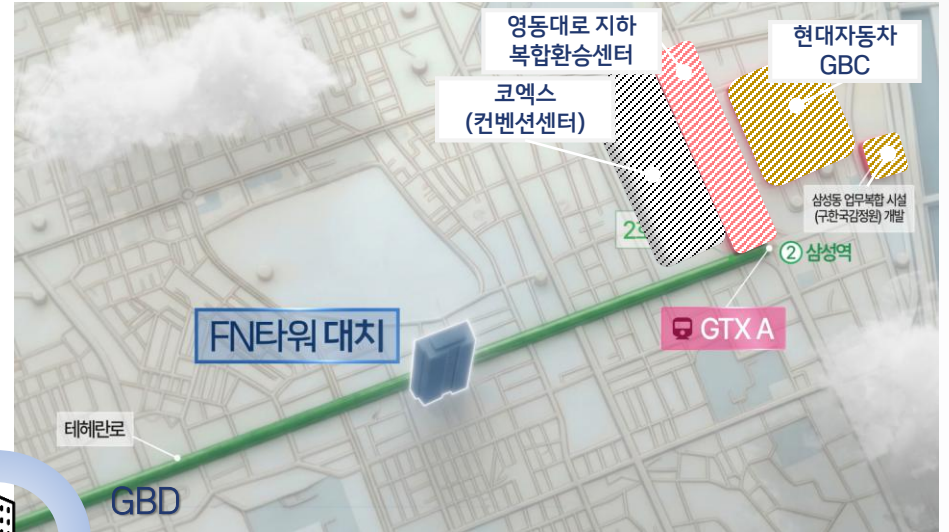 영동대로 지하
복합환승센터
현대자동차
GBC
코엑스
(컨벤션센터)
삼성동 업무복합 시설
(구한국감정원) 개발
② 삼성역
FN타워 대치
GTX A
테헤란로
GBD